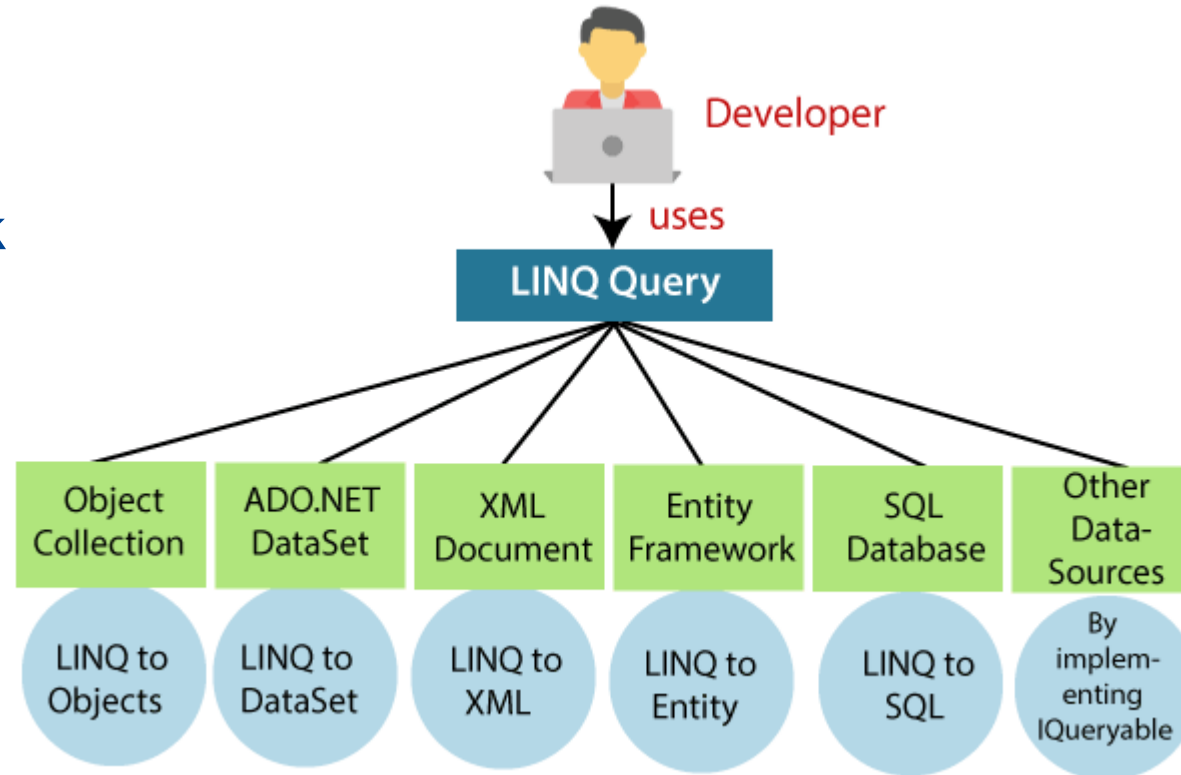 Developer
uses
LINQ Query
Object
Collection
ADO.NET
DataSet
XML
Document
Entity
Framework
SQL
Database
Other
Data-
Sources
LINQ to
Objects
LINQ to
DataSet
LINQ to
XML
LINQ to
Entity
LINQ to
SQL
By
implem-
enting
IQueryable